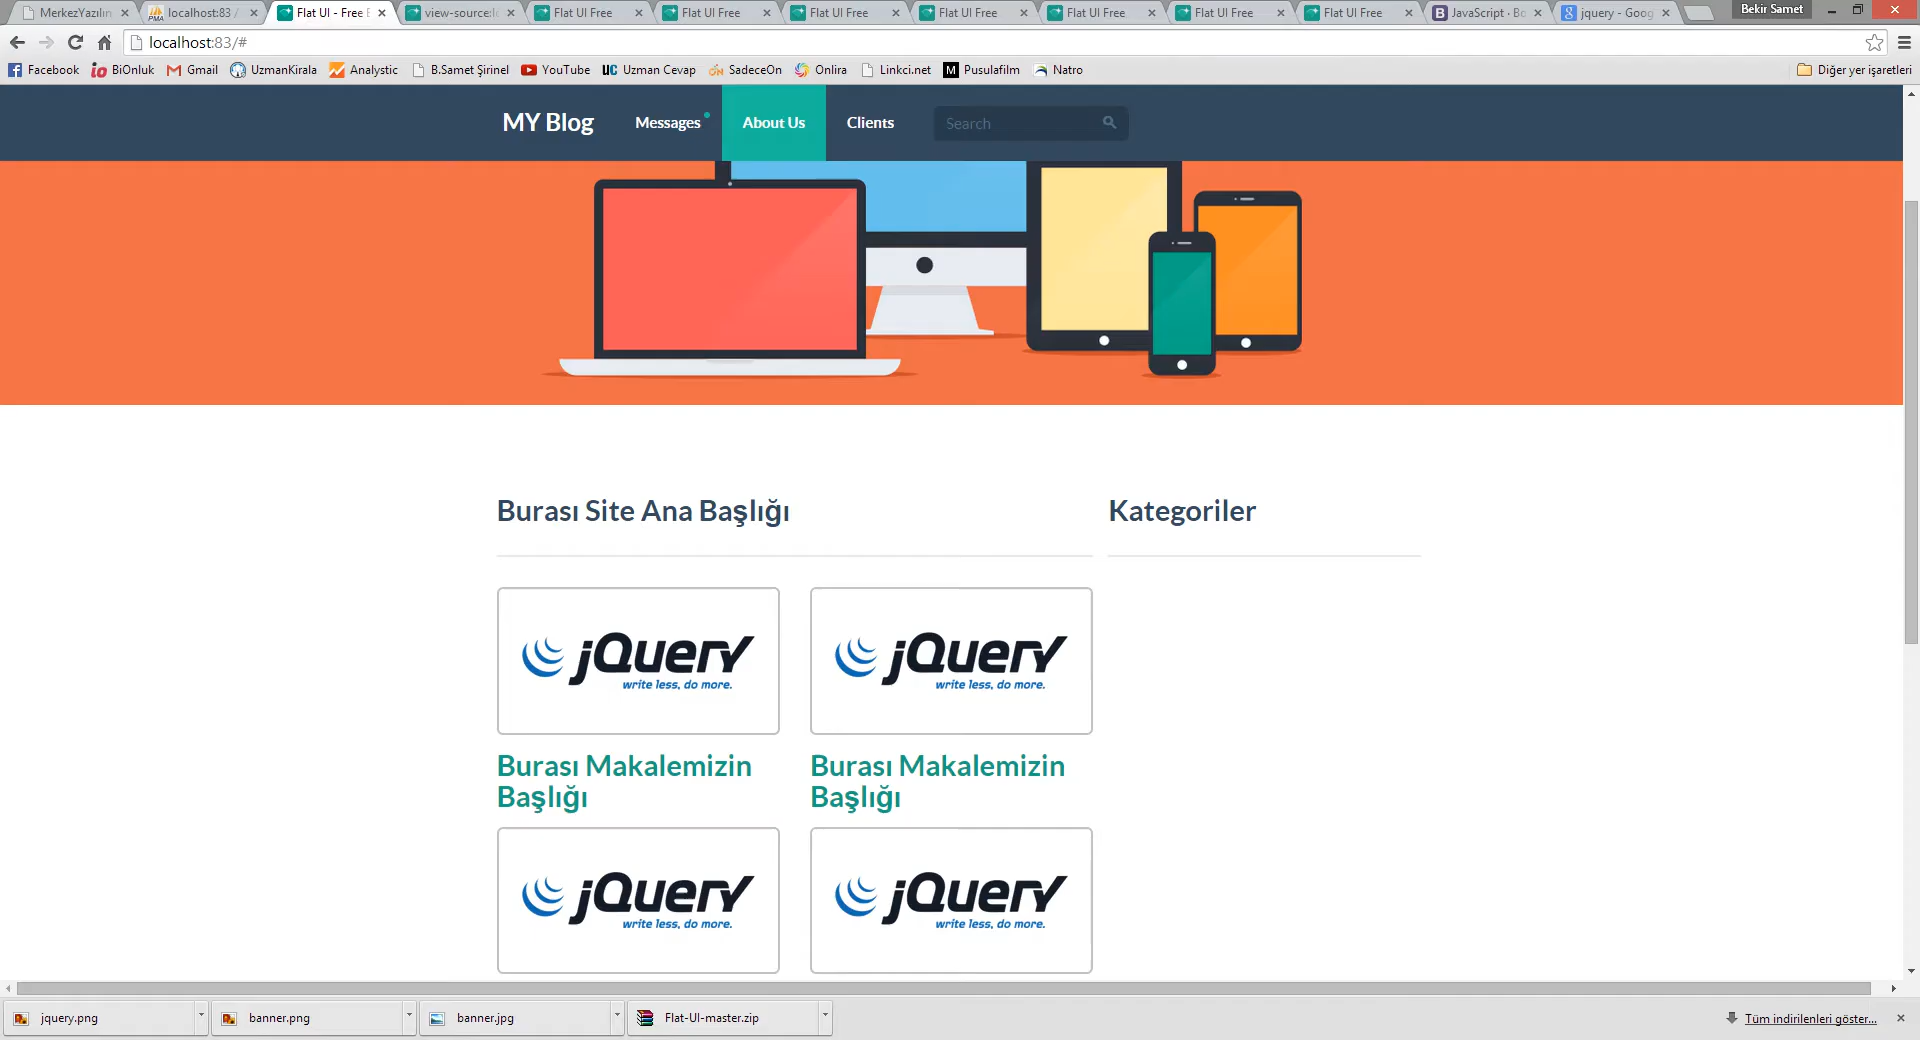 MerkezYazılın
localhost:83 /
Flat UI - Free B
view-source:lo
Flat UI Free
Flat UI Free
Flat UI Free
Flat UI Free
Flat UI Free
Flat UI Free
Flat UI Free
JavaScript · Bo
jquery - Goog
Bekir Samet
localhost:83/#
Facebook
BiOnluk
Gmail
UzmanKirala
Analystic
B.Samet Şirinel
YouTube
UC Uzman Cevap
SadeceOn
Onlira
Linkci.net
M Pusulafilm
Natro
Diğer yer işaretleri
MY Blog
Messages
About Us
Clients
Search
Burası Site Ana Başlığı
Kategoriler
jQuery
write less, do more.
jQuery
write less, do more.
Burası Makalemizin
Başlığı
Burası Makalemizin
Başlığı
jQuery
write less, do more.
jQuery
write less, do more.
jquery.png
banner.png
banner.jpg
Flat-UI-master.zip
Tüm indirilenleri göster...